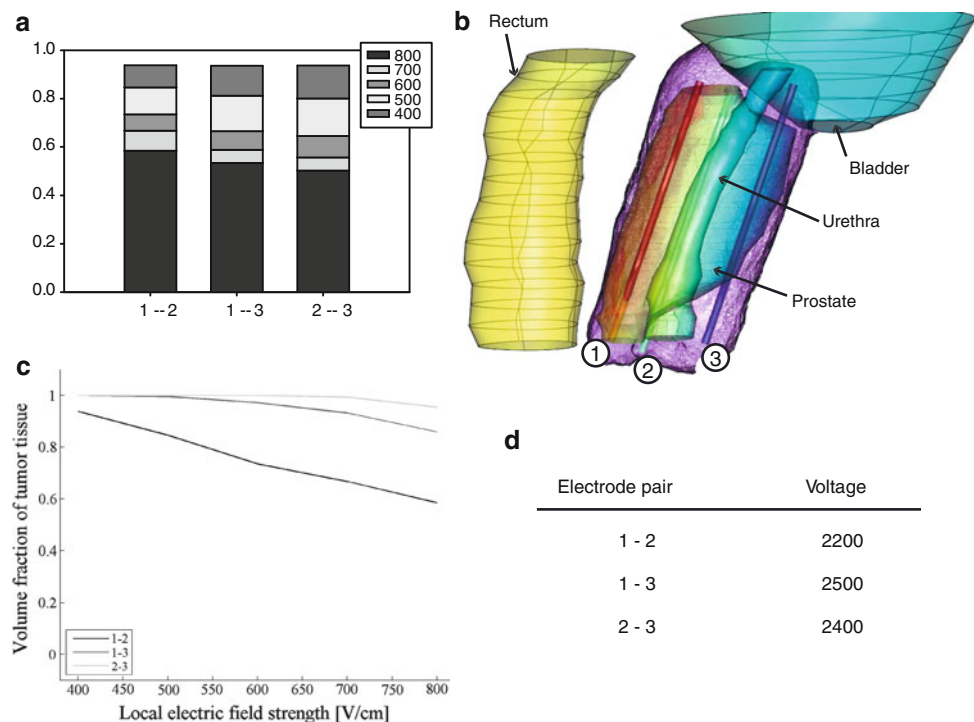 a
1.0
0.8
0.6
0.4
0.2
0.0
800
700
600
500
400
1 -- 2
1 -- 3
2 -- 3
b
Rectum
Bladder
Urethra
Prostate
1
2
3
c
Volume fraction of tumor tissue
1
0.8
0.6
0.4
0.2
0
1-2
1-3
2-3
400 450 500 550 600 650 700 750 800
Local electric field strength [V/cm]
d
Electrode pair Voltage
1 - 2 2200
1 - 3 2500
2 - 3 2400